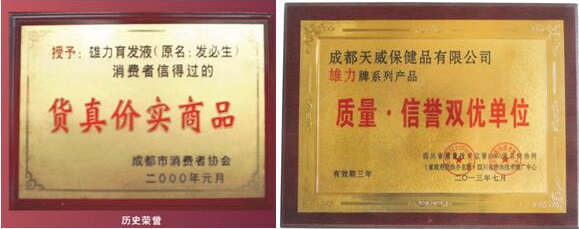 授予：雄力育发液（原名：发必生）
消费者信得过的
货真价实商品
成都市消费者协会
二000年元月
历史荣誉
成都天威保健品有限公司
雄力牌系列产品
质量·信誉双优单位
有效期三年
二〇一三年七月